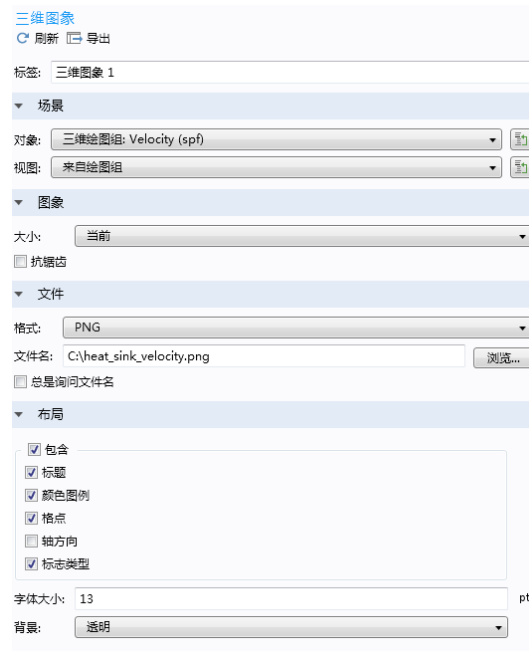 三维图象
刷新 导出
标签: 三维图象 1
场景
对象: 三维绘图组: Velocity (spf)
视图: 来自绘图组
图象
大小: 当前
抗锯齿
文件
格式: PNG
文件名: C:\heat_sink_velocity.png 浏览...
总是询问文件名
布局
包含
标题
颜色图例
格点
轴方向
标志类型
字体大小: 13 pt
背景: 透明